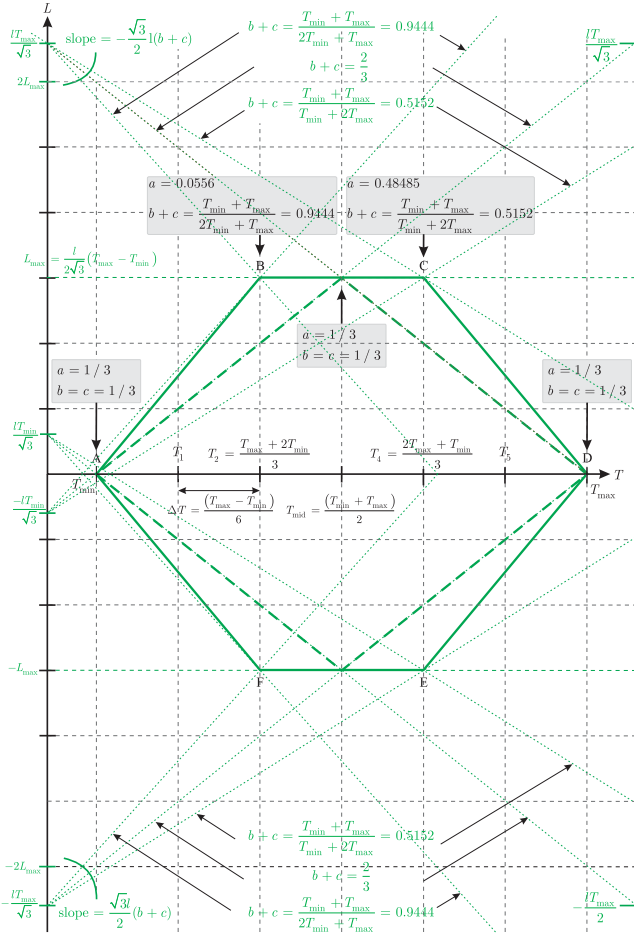 L
lT_max/√3
slope = −√3/2 l(b + c)
b + c = (T_min + T_max)/(2T_min + T_max) = 0.9444
lT_max/√3
2L_max
b + c = 2/3
b + c = (T_min + T_max)/(T_min + 2T_max) = 0.5152
a = 0.0556
b + c = (T_min + T_max)/(2T_min + T_max) = 0.9444
a = 0.48485
b + c = (T_min + T_max)/(T_min + 2T_max) = 0.5152
L_max = l/(2√3) (T_max − T_min)
B
C
a = 1/3
b = c = 1/3
a = 1 / 3
b = c = 1 / 3
a = 1 / 3
b = c = 1/3
lT_min/√3
A
T_1
T_2 = (T_max + 2T_min)/3
T_4 = (2T_max + T_min)/3
T_5
D
T
T_min
T_max
−lT_min/√3
ΔT = (T_max − T_min)/6
T_mid = (T_min + T_max)/2
−L_max
F
E
b + c = (T_min + T_max)/(T_min + 2T_max) = 0.5152
−2L_max
b + c = 2/3
−lT_max/√3
slope = √3l/2 (b + c)
b + c = (T_min + T_max)/(2T_min + T_max) = 0.9444
−lT_max/2